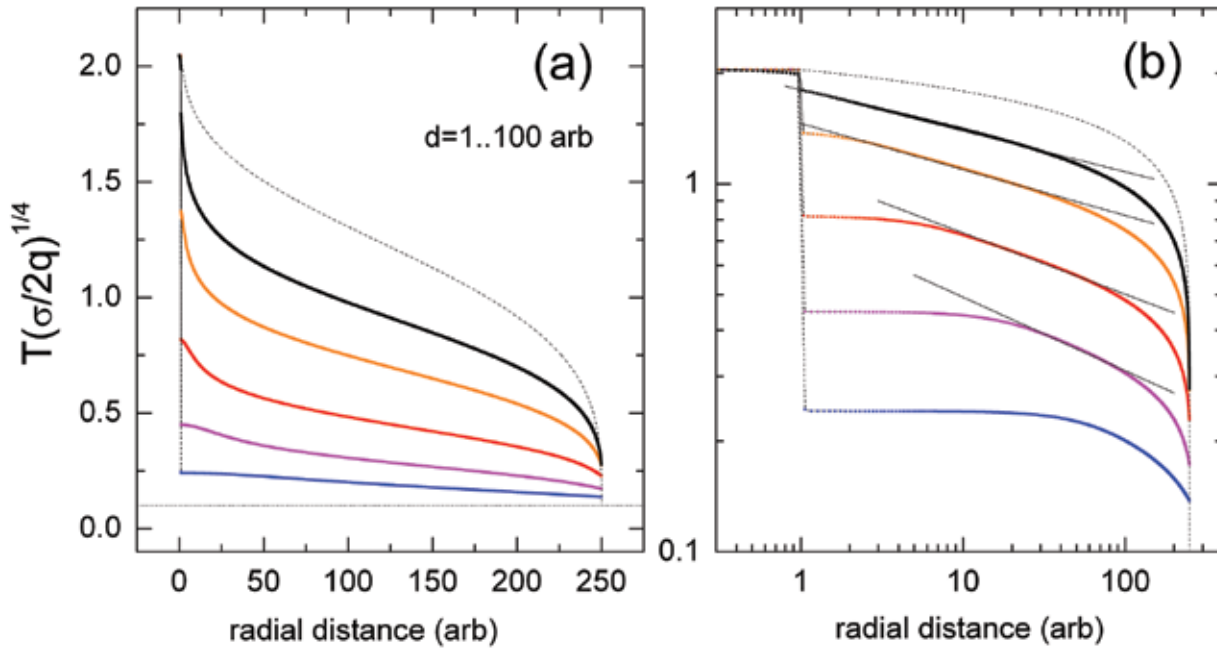 (a)
d=1..100 arb
2.0
1.5
1.0
0.5
0.0
T(σ/2q)1/4
0 50 100 150 200 250
radial distance (arb)
(b)
1
0.1
1 10 100
radial distance (arb)